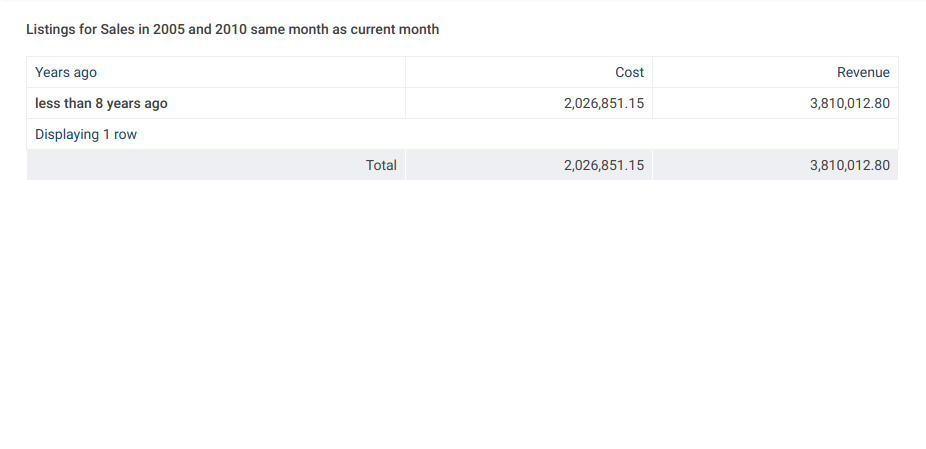 Listings for Sales in 2005 and 2010 same month as current month
Years ago Cost Revenue
less than 8 years ago 2,026,851.15 3,810,012.80
Displaying 1 row
Total 2,026,851.15 3,810,012.80